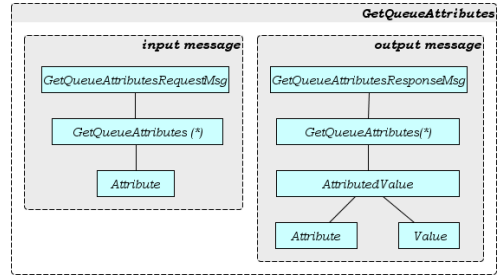 GetQueueAttributes
input message
GetQueueAttributesRequestMsg
GetQueueAttributes (*)
Attribute
output message
GetQueueAttributesResponseMsg
GetQueueAttributes(*)
AttributedValue
Attribute
Value